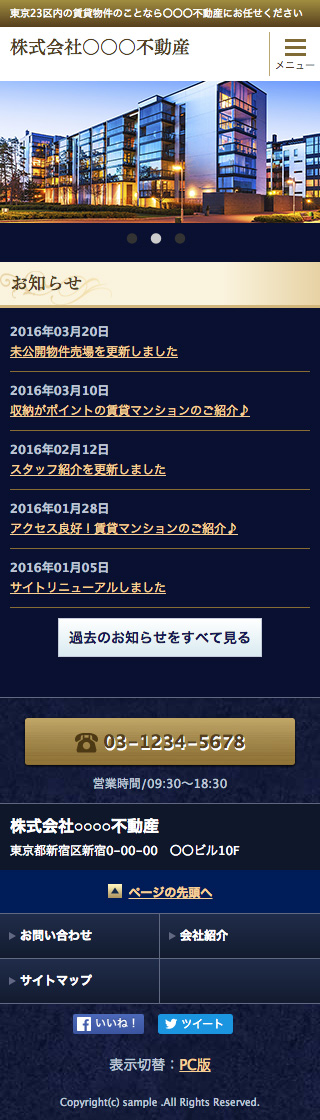 東京23区内の賃貸物件のことなら〇〇〇不動産にお任せください
株式会社〇〇〇不動産
メニュー
お知らせ
2016年03月20日
未公開物件売場を更新しました
2016年03月10日
収納がポイントの賃貸マンションのご紹介♪
2016年02月12日
スタッフ紹介を更新しました
2016年01月28日
アクセス良好！賃貸マンションのご紹介♪
2016年01月05日
サイトリニューアルしました
過去のお知らせをすべて見る
03-1234-5678
営業時間/09:30〜18:30
株式会社○○○○不動産
東京都新宿区新宿0-00-00　〇〇ビル10F
ページの先頭へ
お問い合わせ
会社紹介
サイトマップ
いいね！
ツイート
表示切替：PC版
Copyright(c) sample .All Rights Reserved.